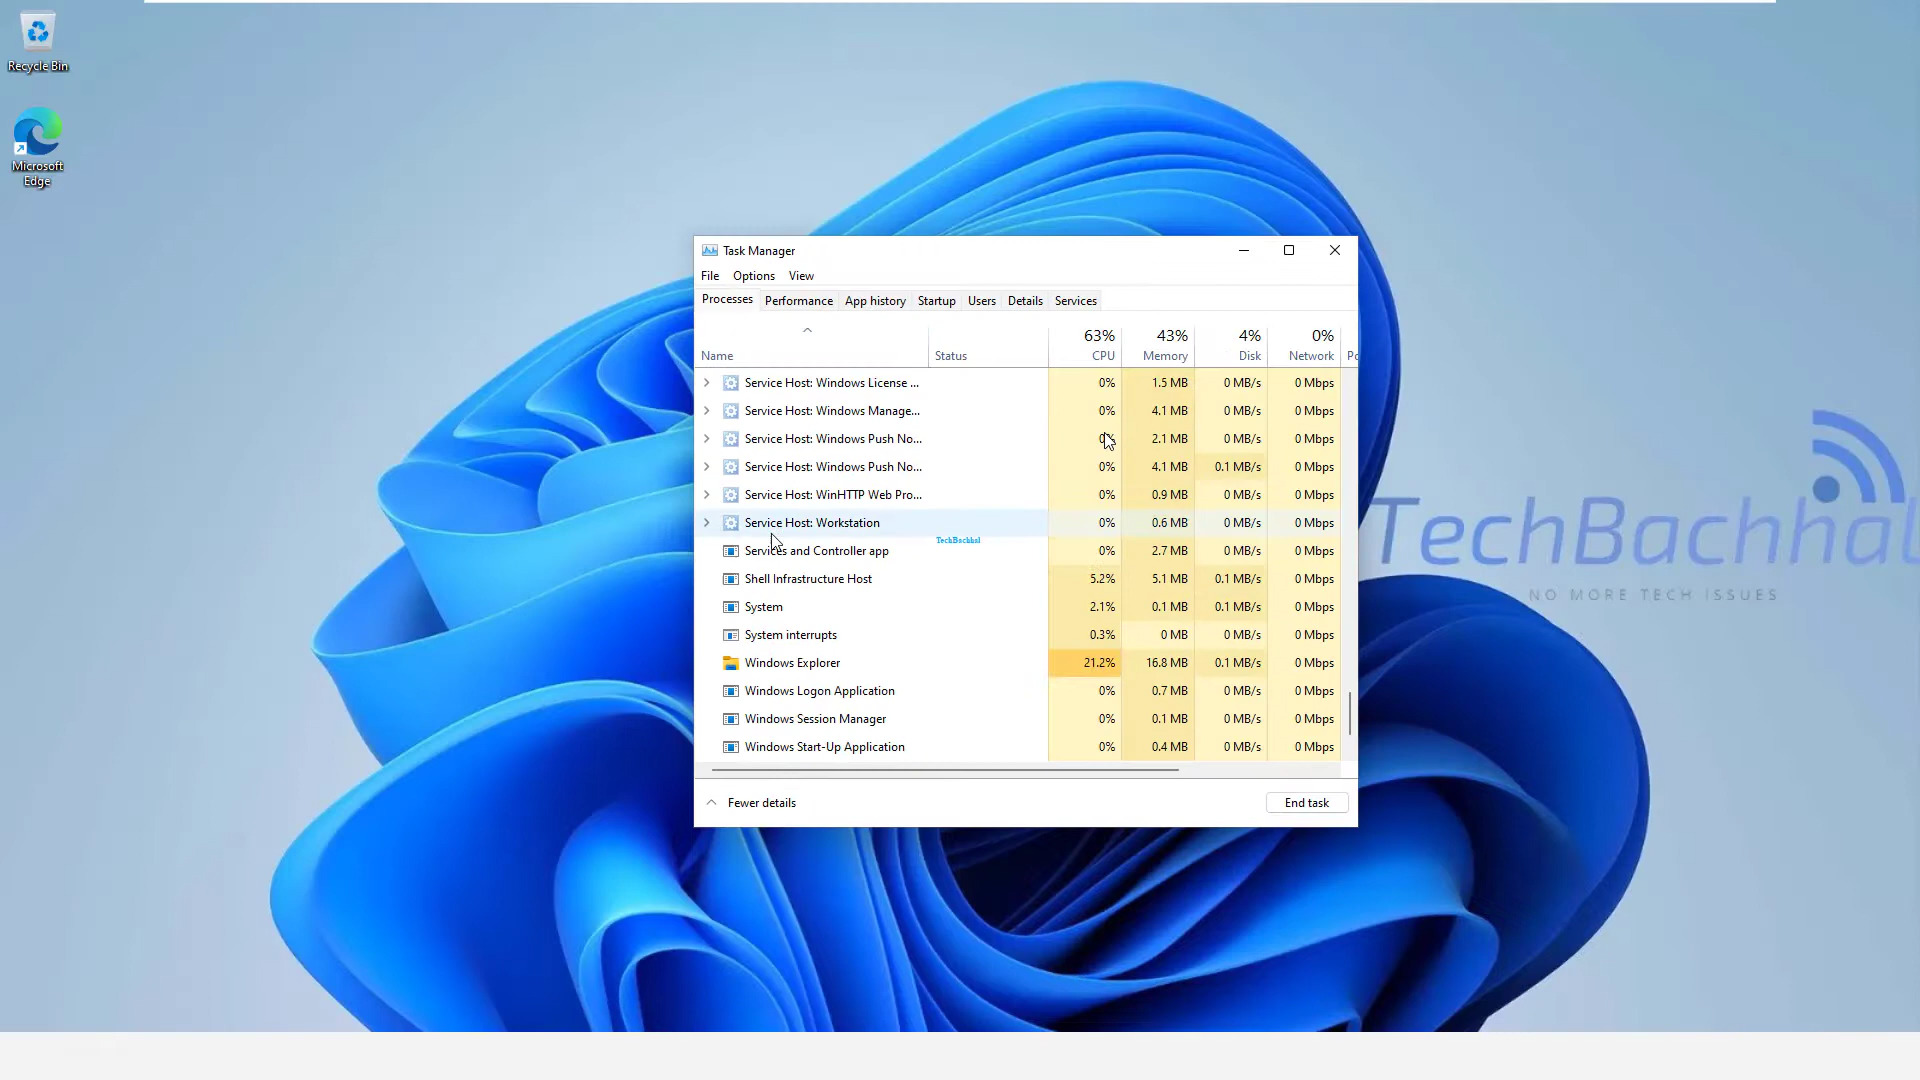 Recycle Bin
Microsoft
Edge
Task Manager
File Options View
Processes Performance App history Startup Users Details Services
63% 43% 4% 0%
Name Status CPU Memory Disk Network Po
Service Host: Windows License ... 0% 1.5 MB 0 MB/s 0 Mbps
Service Host: Windows Manage... 0% 4.1 MB 0 MB/s 0 Mbps
Service Host: Windows Push No... 0% 2.1 MB 0 MB/s 0 Mbps
Service Host: Windows Push No... 0% 4.1 MB 0.1 MB/s 0 Mbps
Service Host: WinHTTP Web Pro... 0% 0.9 MB 0 MB/s 0 Mbps
Service Host: Workstation 0% 0.6 MB 0 MB/s 0 Mbps
TechBachhal
Services and Controller app 0% 2.7 MB 0 MB/s 0 Mbps
Shell Infrastructure Host 5.2% 5.1 MB 0.1 MB/s 0 Mbps
System 2.1% 0.1 MB 0.1 MB/s 0 Mbps
System interrupts 0.3% 0 MB 0 MB/s 0 Mbps
Windows Explorer 21.2% 16.8 MB 0.1 MB/s 0 Mbps
Windows Logon Application 0% 0.7 MB 0 MB/s 0 Mbps
Windows Session Manager 0% 0.1 MB 0 MB/s 0 Mbps
Windows Start-Up Application 0% 0.4 MB 0 MB/s 0 Mbps
Fewer details End task
TechBachhal
NO MORE TECH ISSUES